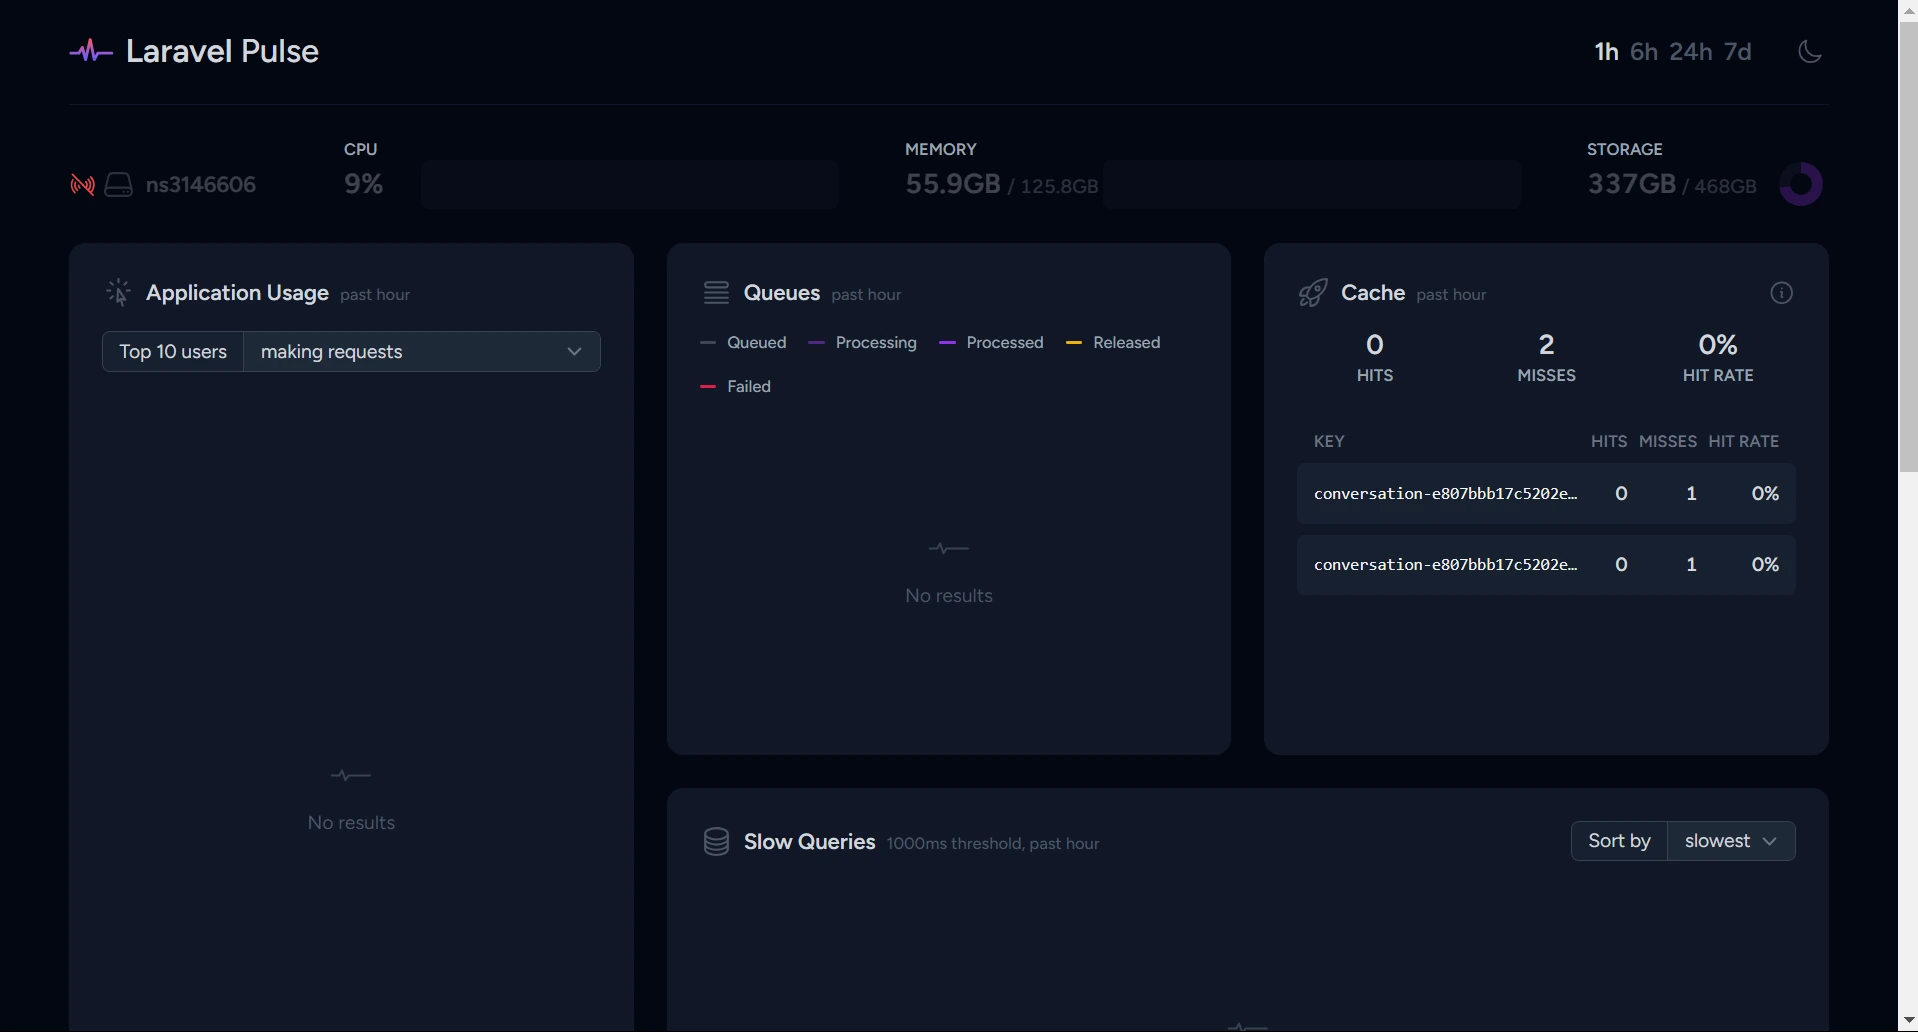 Laravel Pulse
1h 6h 24h 7d
ns3146606
CPU
9%
MEMORY
55.9GB / 125.8GB
STORAGE
337GB / 468GB
Application Usage past hour
Top 10 users making requests
No results
Queues past hour
Queued Processing Processed Released
Failed
No results
Cache past hour
0 2 0%
HITS MISSES HIT RATE
KEY HITS MISSES HIT RATE
conversation-e807bbb17c5202e… 0 1 0%
conversation-e807bbb17c5202e… 0 1 0%
Slow Queries 1000ms threshold, past hour
Sort by slowest